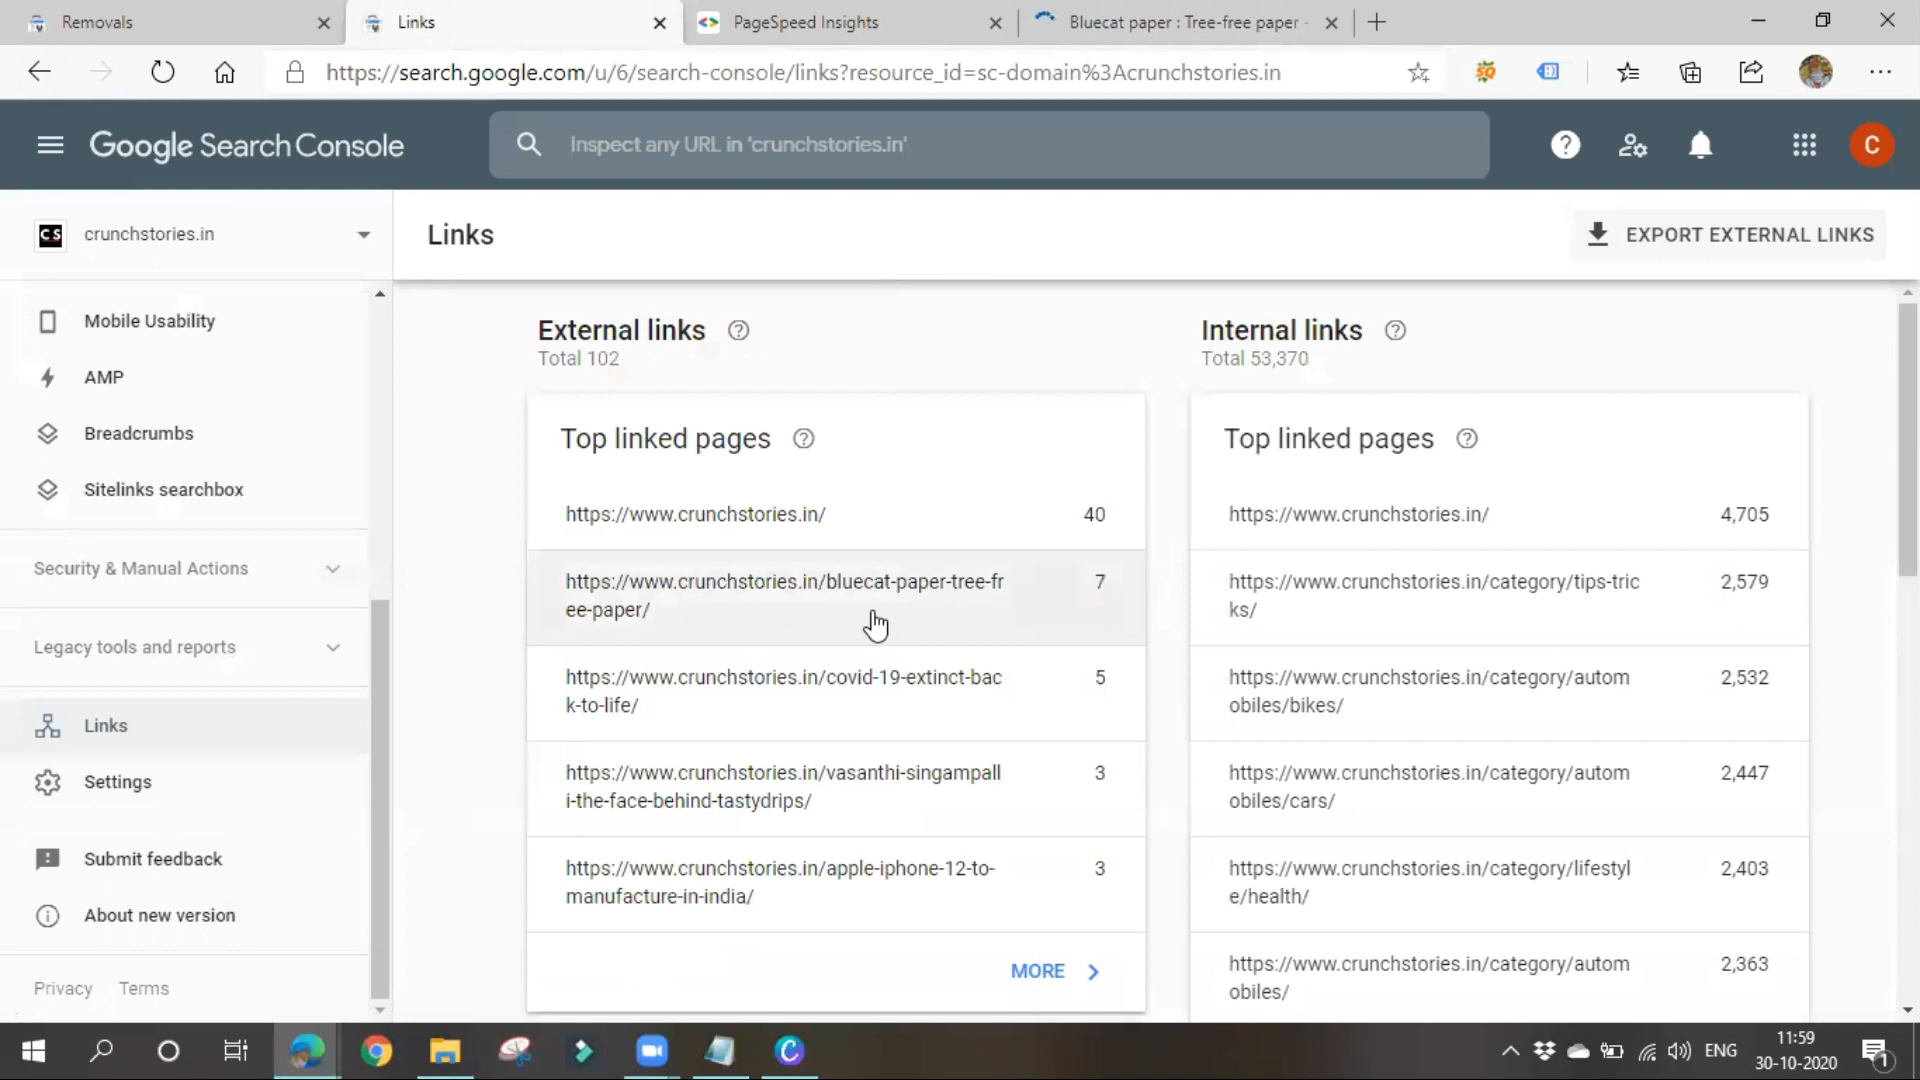 Removals
Links
PageSpeed Insights
Bluecat paper : Tree-free paper -
https://search.google.com/u/6/search-console/links?resource_id=sc-domain%3Acrunchstories.in
SQ
Google Search Console
Inspect any URL in 'crunchstories.in'
C
CS
crunchstories.in
Links
EXPORT EXTERNAL LINKS
Mobile Usability
AMP
Breadcrumbs
Sitelinks searchbox
Security & Manual Actions
Legacy tools and reports
Links
Settings
Submit feedback
About new version
Privacy Terms
External links
Total 102
Top linked pages
https://www.crunchstories.in/ 40
https://www.crunchstories.in/bluecat-paper-tree-fr 7
ee-paper/
https://www.crunchstories.in/covid-19-extinct-bac 5
k-to-life/
https://www.crunchstories.in/vasanthi-singampall 3
i-the-face-behind-tastydrips/
https://www.crunchstories.in/apple-iphone-12-to- 3
manufacture-in-india/
MORE
Internal links
Total 53,370
Top linked pages
https://www.crunchstories.in/ 4,705
https://www.crunchstories.in/category/tips-tric 2,579
ks/
https://www.crunchstories.in/category/autom 2,532
obiles/bikes/
https://www.crunchstories.in/category/autom 2,447
obiles/cars/
https://www.crunchstories.in/category/lifestyl 2,403
e/health/
https://www.crunchstories.in/category/autom 2,363
obiles/
ENG
11:59
30-10-2020
1